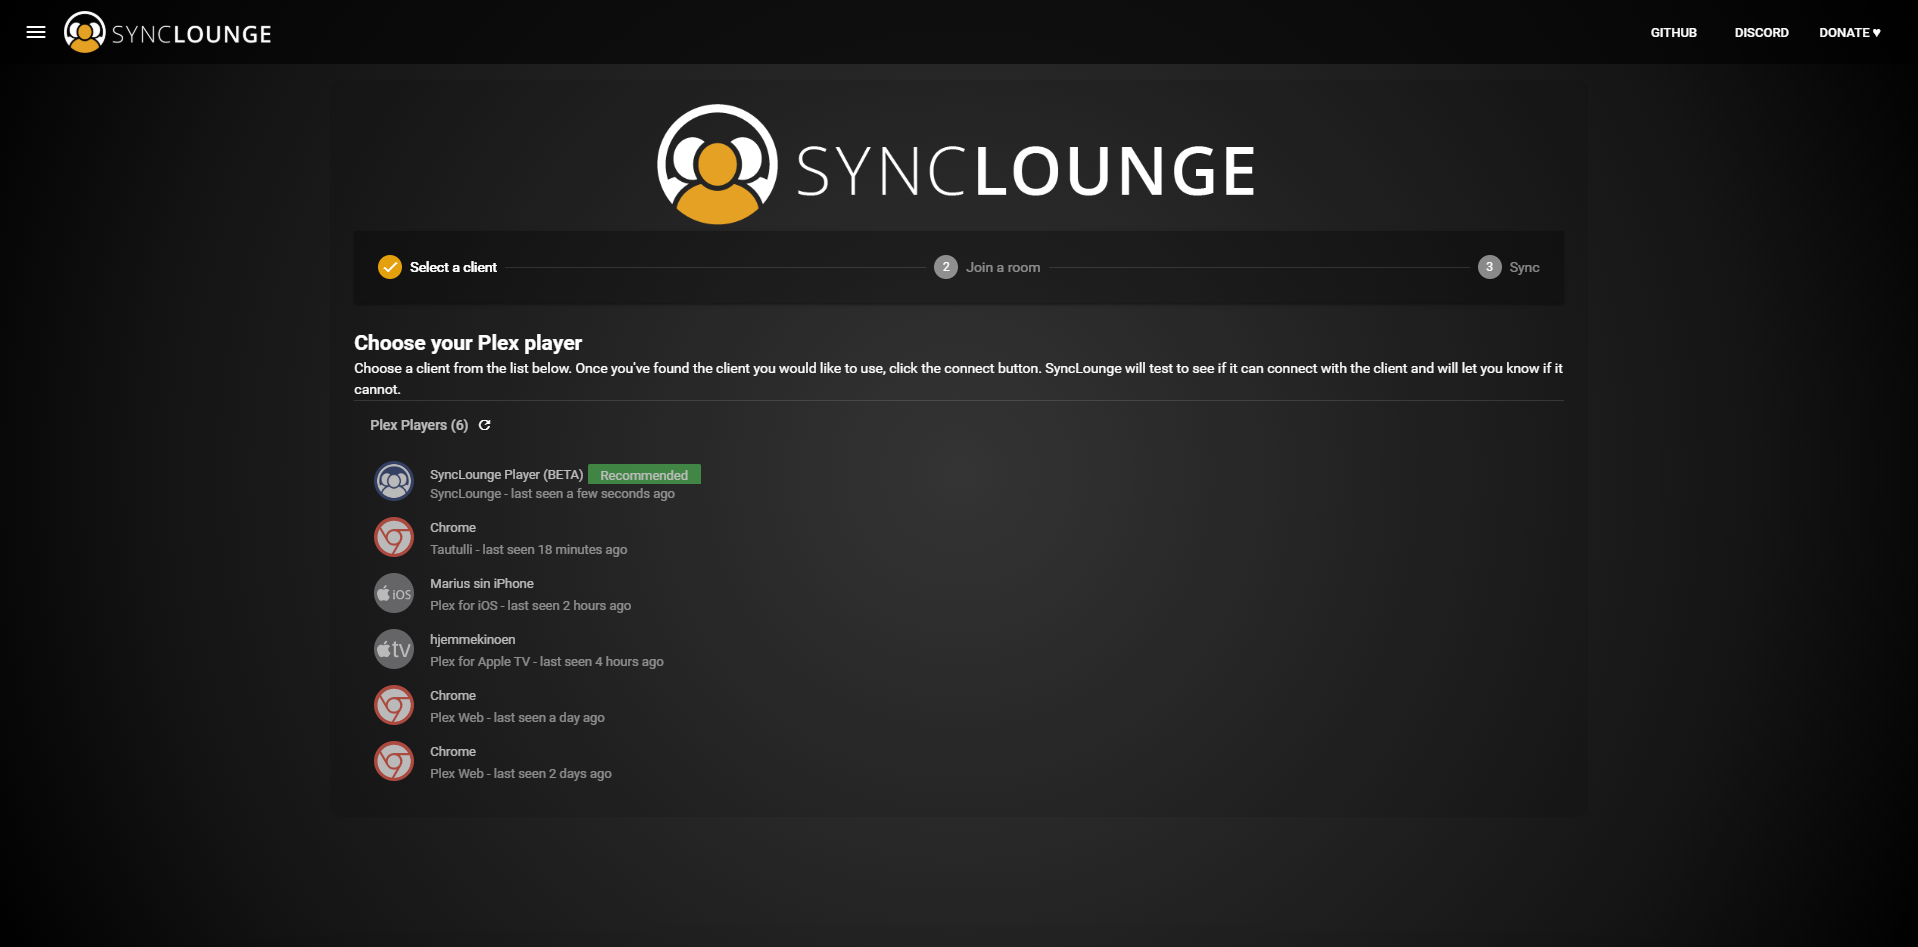 SYNCLOUNGE
GITHUB
DISCORD
DONATE ♥
SYNCLOUNGE
Select a client
2
Join a room
3
Sync
Choose your Plex player
Choose a client from the list below. Once you've found the client you would like to use, click the connect button. SyncLounge will test to see if it can connect with the client and will let you know if it
cannot.
Plex Players (6)
SyncLounge Player (BETA) Recommended
SyncLounge - last seen a few seconds ago
Chrome
Tautulli - last seen 18 minutes ago
iOS
Marius sin iPhone
Plex for iOS - last seen 2 hours ago
tv
hjemmekinoen
Plex for Apple TV - last seen 4 hours ago
Chrome
Plex Web - last seen a day ago
Chrome
Plex Web - last seen 2 days ago